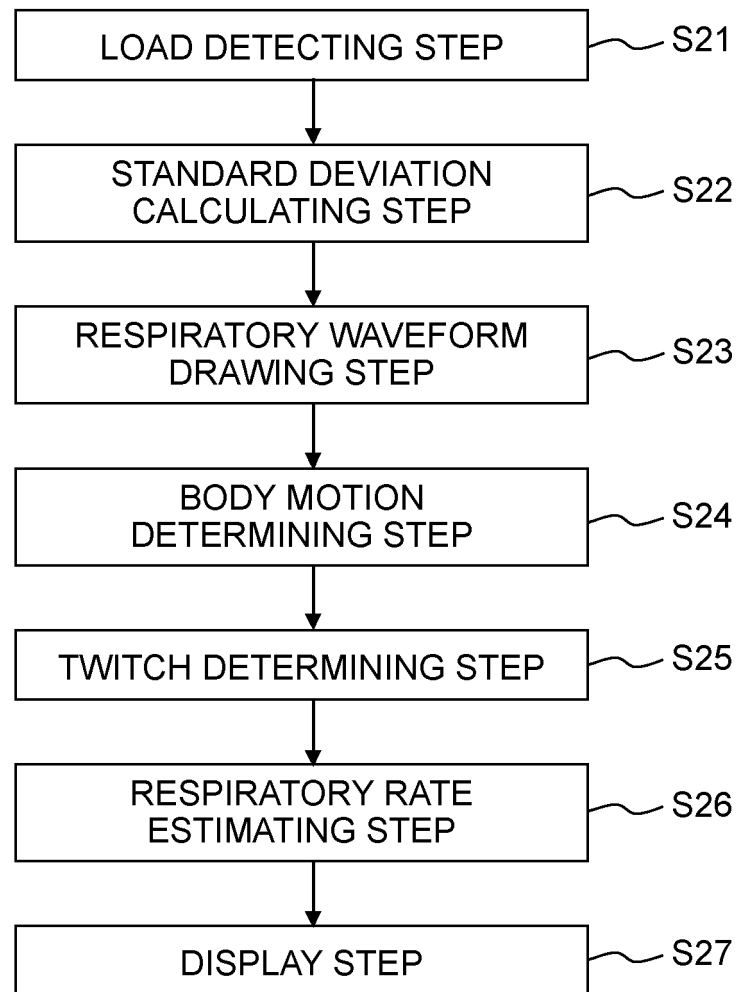 LOAD DETECTING STEP
S21
STANDARD DEVIATION
CALCULATING STEP
S22
RESPIRATORY WAVEFORM
DRAWING STEP
S23
BODY MOTION
DETERMINING STEP
S24
TWITCH DETERMINING STEP
S25
RESPIRATORY RATE
ESTIMATING STEP
S26
DISPLAY STEP
S27